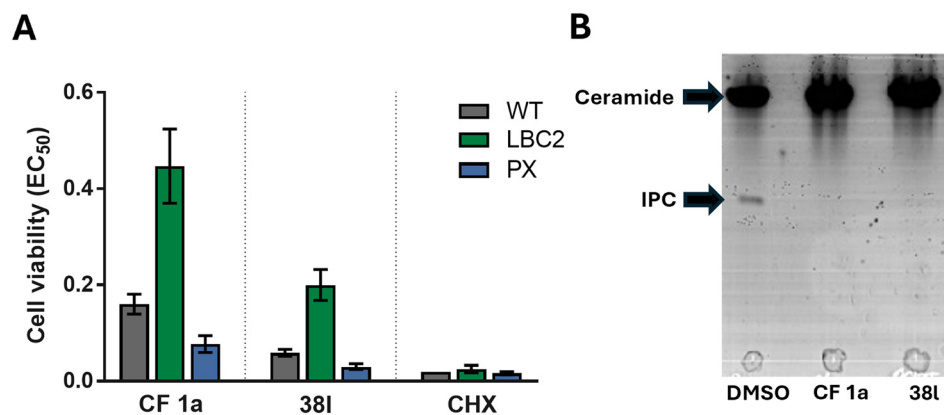 A
Cell viability (EC50)
0.6
0.4
0.2
0.0
WT
LBC2
PX
CF 1a
38l
CHX
B
Ceramide
IPC
DMSO
CF 1a
38l